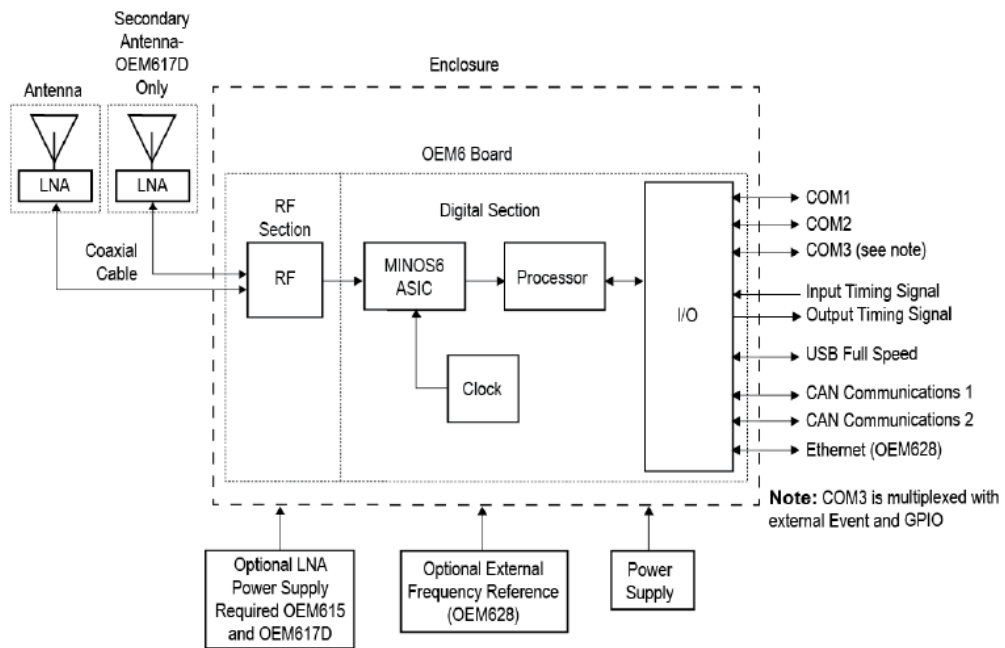 Secondary
Antenna-
OEM617D
Only
Antenna
LNA
LNA
Coaxial
Cable
Enclosure
OEM6 Board
RF
Section
Digital Section
RF
MINOS6
ASIC
Processor
Clock
I/O
COM1
COM2
COM3 (see note)
Input Timing Signal
Output Timing Signal
USB Full Speed
CAN Communications 1
CAN Communications 2
Ethernet (OEM628)
Note: COM3 is multiplexed with
external Event and GPIO
Optional LNA
Power Supply
Required OEM615
and OEM617D
Optional External
Frequency Reference
(OEM628)
Power
Supply